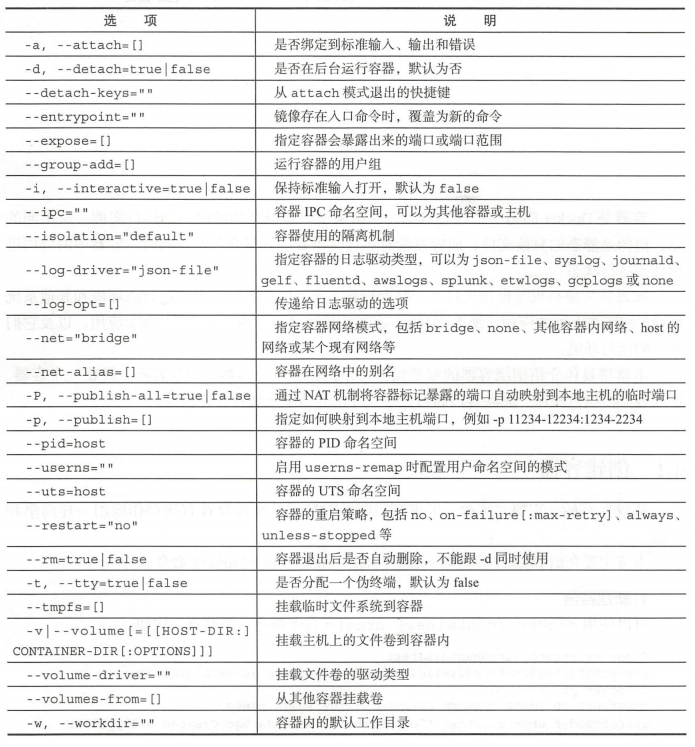 选 项 说 明
-a, --attach=[] 是否绑定到标准输入、输出和错误
-d, --detach=true|false 是否在后台运行容器，默认为否
--detach-keys="" 从 attach 模式退出的快捷键
--entrypoint="" 镜像存在入口命令时，覆盖为新的命令
--expose=[] 指定容器会暴露出来的端口或端口范围
--group-add=[] 运行容器的用户组
-i, --interactive=true|false 保持标准输入打开，默认为 false
--ipc="" 容器 IPC 命名空间，可以为其他容器或主机
--isolation="default" 容器使用的隔离机制
--log-driver="json-file" 指定容器的日志驱动类型，可以为 json-file、syslog、journald、
gelf、fluentd、awslogs、splunk、etwlogs、gcplogs 或 none
--log-opt=[] 传递给日志驱动的选项
--net="bridge" 指定容器网络模式，包括 bridge、none、其他容器内网络、host 的
网络或某个现有网络等
--net-alias=[] 容器在网络中的别名
-P, --publish-all=true|false 通过 NAT 机制将容器标记暴露的端口自动映射到本地主机的临时端口
-p, --publish=[] 指定如何映射到本地主机端口，例如 -p 11234-12234:1234-2234
--pid=host 容器的 PID 命名空间
--userns="" 启用 userns-remap 时配置用户命名空间的模式
--uts=host 容器的 UTS 命名空间
--restart="no" 容器的重启策略，包括 no、on-failure[:max-retry]、always、
unless-stopped 等
--rm=true|false 容器退出后是否自动删除，不能跟 -d 同时使用
-t, --tty=true|false 是否分配一个伪终端，默认为 false
--tmpfs=[] 挂载临时文件系统到容器
-v|--volume[=[[HOST-DIR:]
CONTAINER-DIR[:OPTIONS]]] 挂载主机上的文件卷到容器内
--volume-driver="" 挂载文件卷的驱动类型
--volumes-from=[] 从其他容器挂载卷
-w, --workdir="" 容器内的默认工作目录